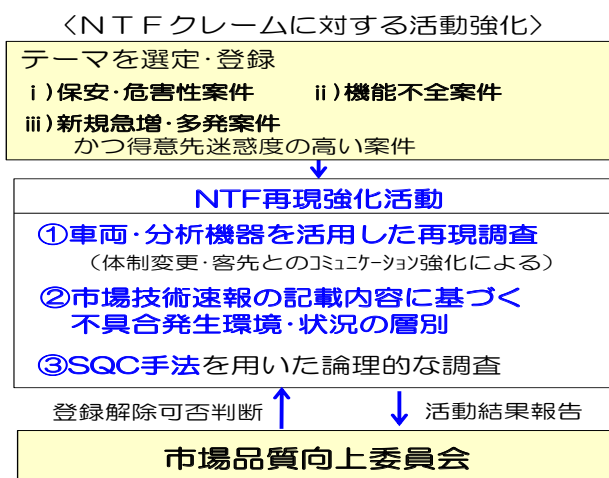 〈NTFクレームに対する活動強化〉
テーマを選定･登録
ⅰ)保安･危害性案件　ⅱ)機能不全案件
ⅲ)新規急増･多発案件
かつ得意先迷惑度の高い案件
NTF再現強化活動
①車両･分析機器を活用した再現調査
（体制変更･客先とのｺﾐｭﾆｹｰｼｮﾝ強化による）
②市場技術速報の記載内容に基づく
不具合発生環境･状況の層別
③SQC手法を用いた論理的な調査
登録解除可否判断　活動結果報告
市場品質向上委員会